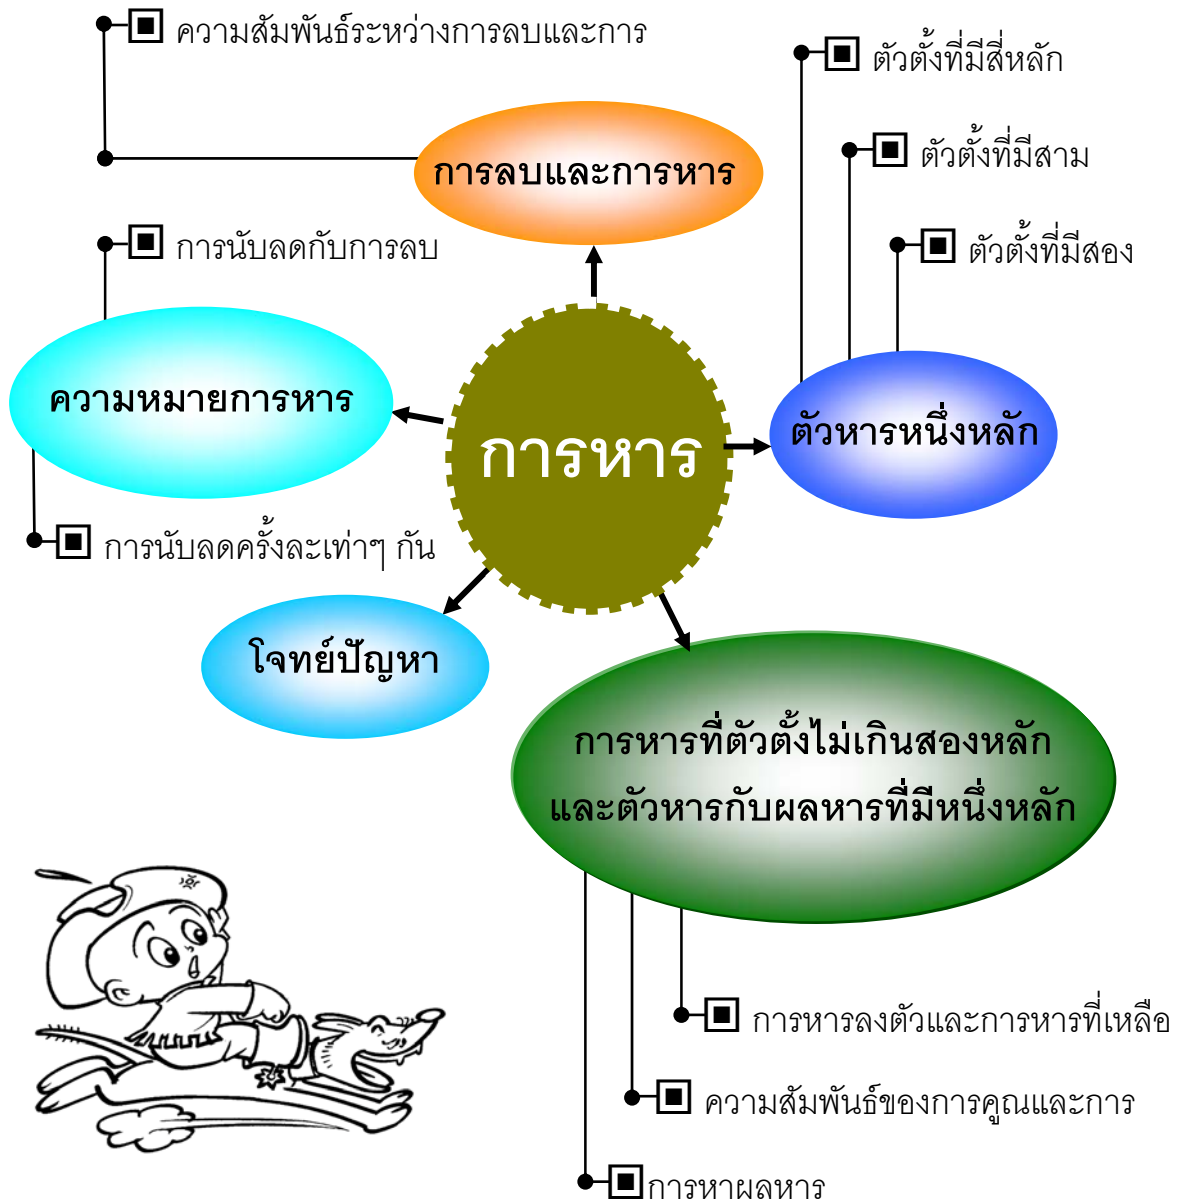 ความสัมพันธ์ระหว่างการลบและการ
ตัวตั้งที่มีสี่หลัก
ตัวตั้งที่มีสาม
ตัวตั้งที่มีสอง
การลบและการหาร
การนับลดกับการลบ
ความหมายการหาร
การนับลดครั้งละเท่าๆ กัน
การหาร
ตัวหารหนึ่งหลัก
โจทย์ปัญหา
การหารที่ตัวตั้งไม่เกินสองหลัก
และตัวหารกับผลหารที่มีหนึ่งหลัก
การหารลงตัวและการหารที่เหลือ
ความสัมพันธ์ของการคูณและการ
การหาผลหาร